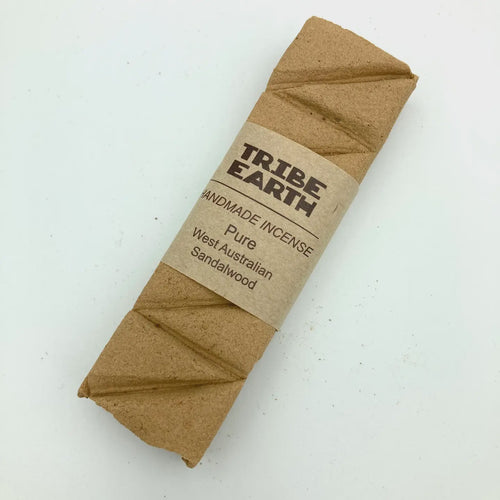 TRIBE
EARTH
HANDMADE INCENSE
Pure
West Australian
Sandalwood